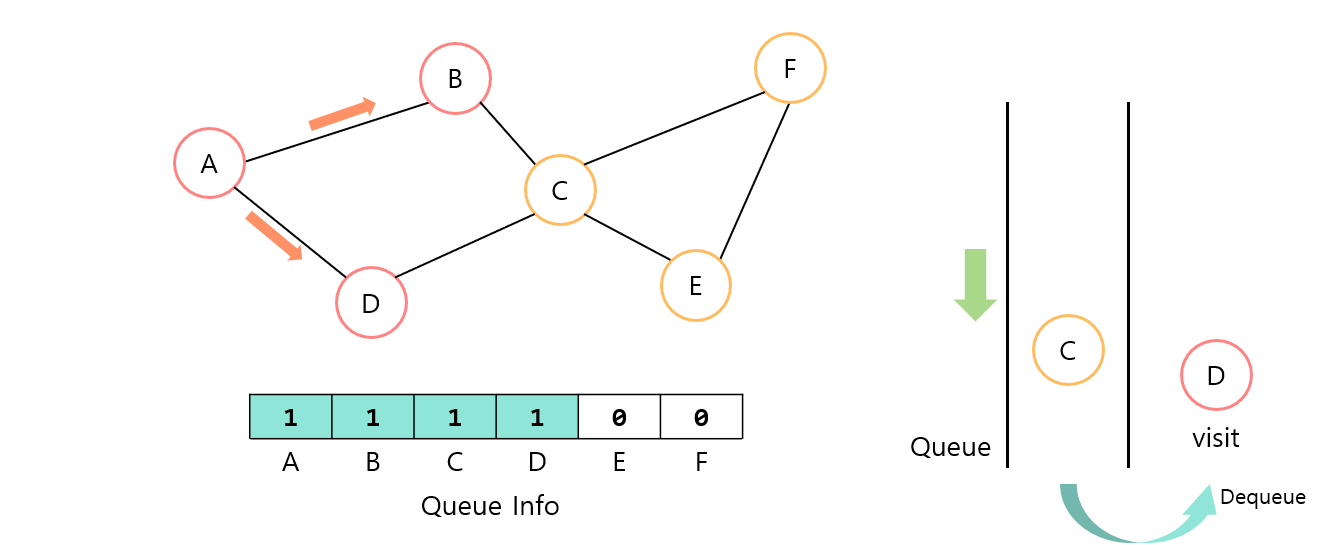 F
B
A
C
D
E
1 1 1 1 0 0
A B C D E F
Queue Info
C
D
visit
Queue
Dequeue